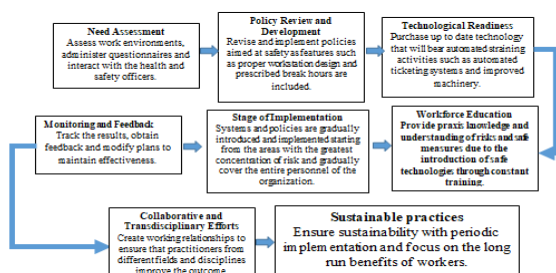 Need Assessment
Assess work environments,
administer questionnaires and
interact with the health and
safety officers.
Policy Review and
Development
Revise and implement policies
aimed at safety as features such
as proper workstation design and
prescribed break hours are
included.
Technological Readiness
Purchase up to date technology
that will bear automated straining
activities such as automated
ticketing systems and improved
machinery.
Monitoring and Feedback
Track the results, obtain
feedback and modify plans to
maintain effectiveness.
Stage of Implementation
Systems and policies are gradually
introduced and implemented starting
from the areas with the greatest
concentration of risk and gradually
cover the entire personnel of the
organization.
Workforce Education
Provide praxis knowledge and
understanding of risks and safe
measures due to the
introduction of safe
technologies through constant
training.
Collaborative and
Transdisciplinary Efforts
Create working relationships to
ensure that practitioners from
different fields and disciplines
improve the outcome
Sustainable practices
Ensure sustainability with periodic
implementation and focus on the long
run benefits of workers.